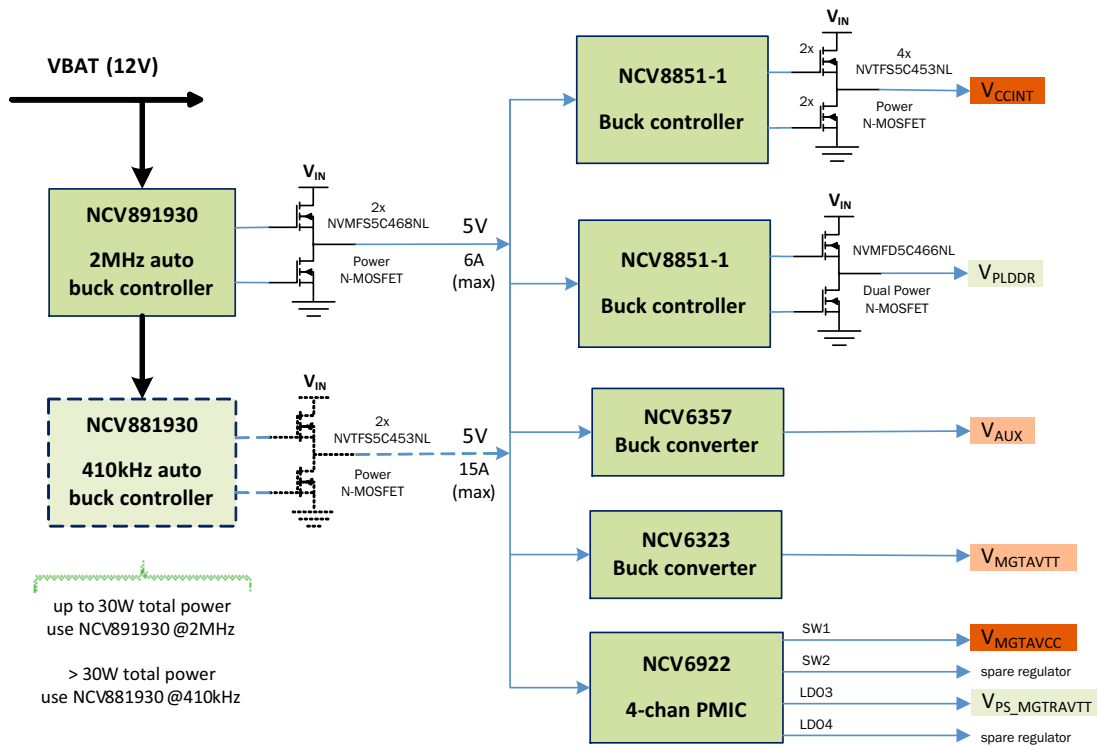 VBAT (12V)
NCV891930
2MHz auto
buck controller
VIN
2x
NVMFS5C468NL
Power
N-MOSFET
5V
6A
(max)
NCV881930
410kHz auto
buck controller
VIN
2x
NVTFS5C453NL
Power
N-MOSFET
5V
15A
(max)
up to 30W total power
use NCV891930 @2MHz
> 30W total power
use NCV881930 @410kHz
NCV8851-1
Buck controller
VIN
2x
2x
4x
NVTFS5C453NL
Power
N-MOSFET
VCCINT
NCV8851-1
Buck controller
VIN
NVMFD5C466NL
Dual Power
N-MOSFET
VPLDDR
NCV6357
Buck converter
VAUX
NCV6323
Buck converter
VMGTAVTT
NCV6922
4-chan PMIC
SW1
VMGTAVCC
SW2
spare regulator
LDO3
VPS_MGTRAVTT
LDO4
spare regulator